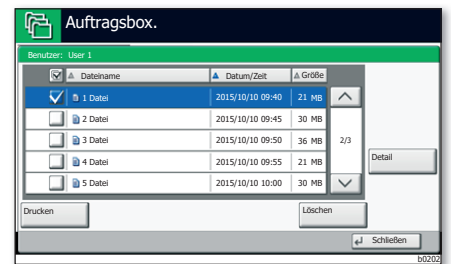 Auftragsbox.
Benutzer: User 1
Dateiname Datum/Zeit Größe
1 Datei 2015/10/10 09:40 21 MB
2 Datei 2015/10/10 09:45 30 MB
3 Datei 2015/10/10 09:50 36 MB
2/3
4 Datei 2015/10/10 09:55 21 MB
Detail
5 Datei 2015/10/10 10:00 30 MB
Drucken Löschen
Schließen
b0202